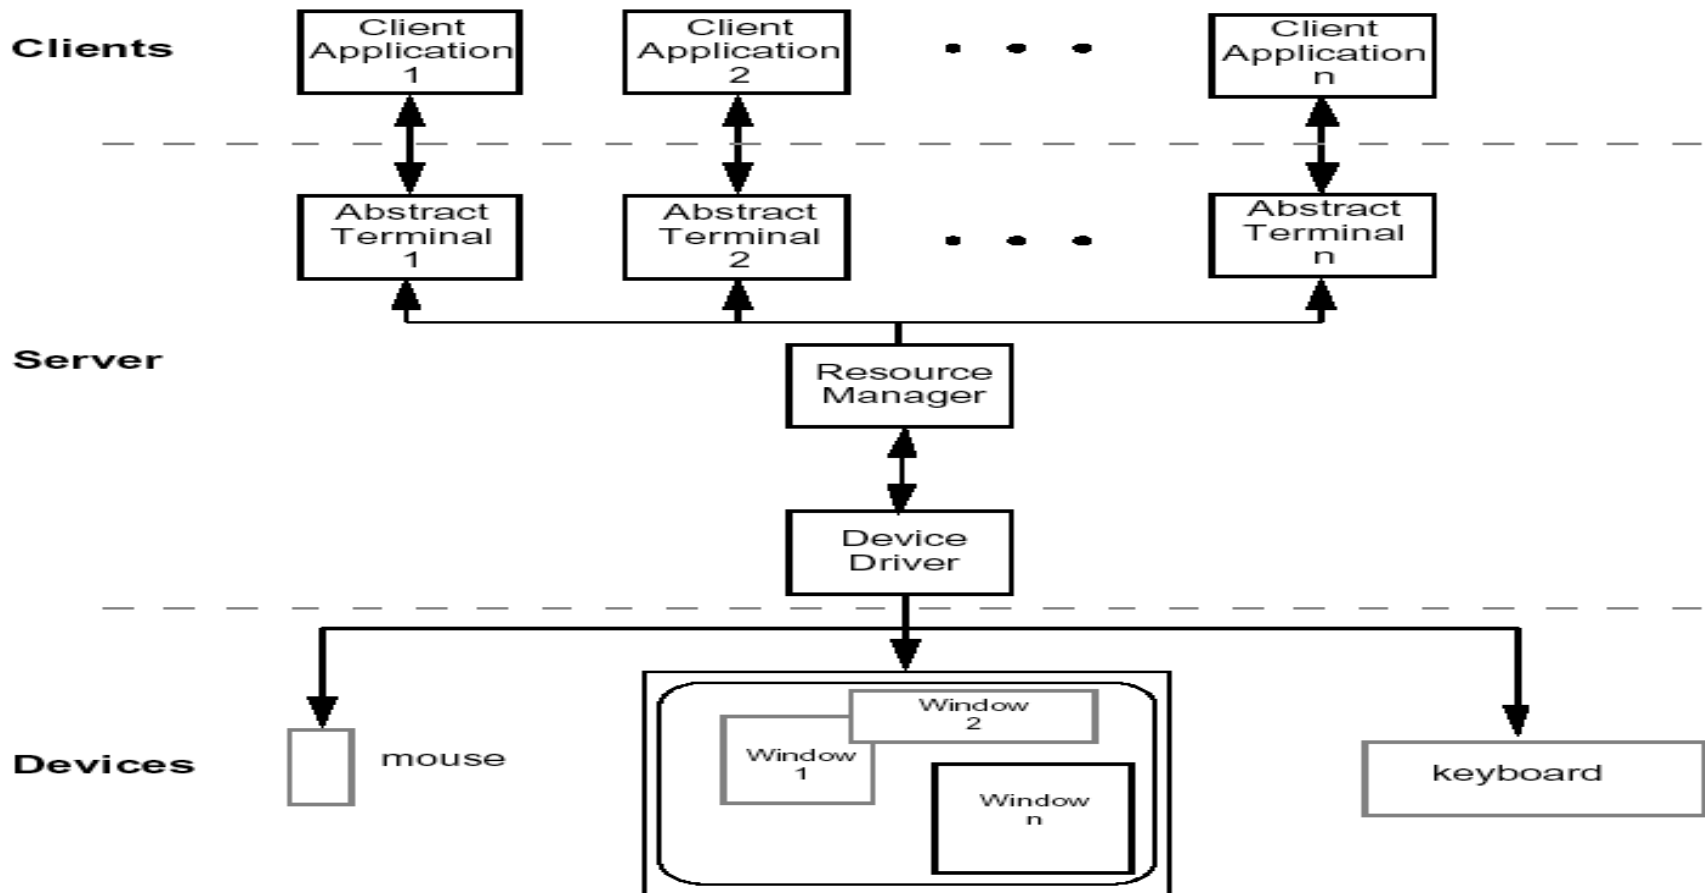 Clients
Client
Application
1
Client
Application
2
Client
Application
n
Abstract
Terminal
1
Abstract
Terminal
2
Abstract
Terminal
n
Server
Resource
Manager
Device
Driver
Devices
mouse
Window
1
Window
2
Window
n
keyboard